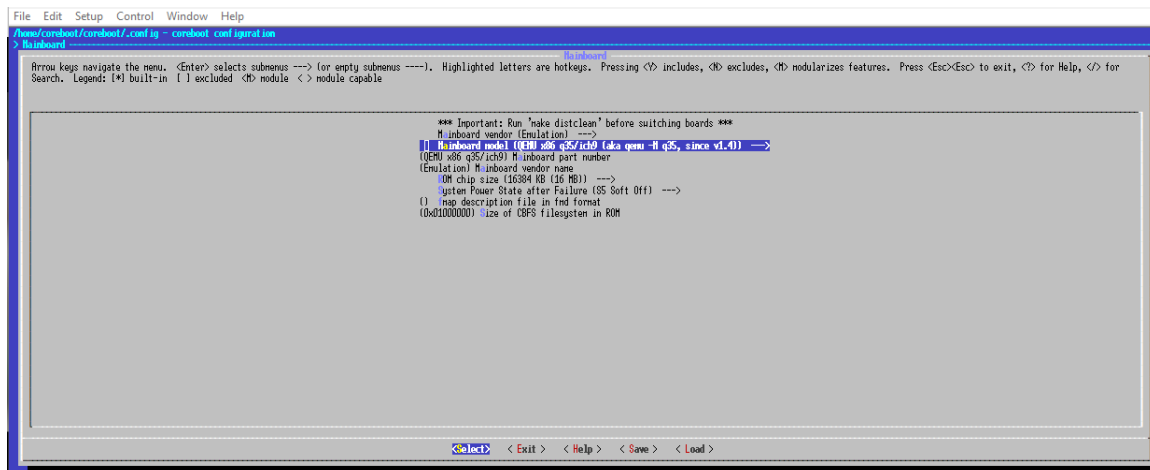 File Edit Setup Control Window Help
/home/coreboot/coreboot/.config - coreboot configuration
> Mainboard
Mainboard
Arrow keys navigate the menu. <Enter> selects submenus ---> (or empty submenus ----). Highlighted letters are hotkeys. Pressing <Y> includes, <N> excludes, <M> modularizes features. Press <Esc><Esc> to exit, <?> for Help, </> for
Search. Legend: [*] built-in [ ] excluded <M> module < > module capable
*** Important: Run 'make distclean' before switching boards ***
Mainboard vendor (Emulation) --->
Mainboard model (QEMU x86 q35/ich9 (aka qemu -M q35, since v1.4)) --->
(QEMU x86 q35/ich9) Mainboard part number
(Emulation) Mainboard vendor name
ROM chip size (16384 KB (16 MB)) --->
System Power State after Failure (S5 Soft Off) --->
() fmap description file in fmd format
(0x01000000) Size of CBFS filesystem in ROM
<Select> < Exit > < Help > < Save > < Load >